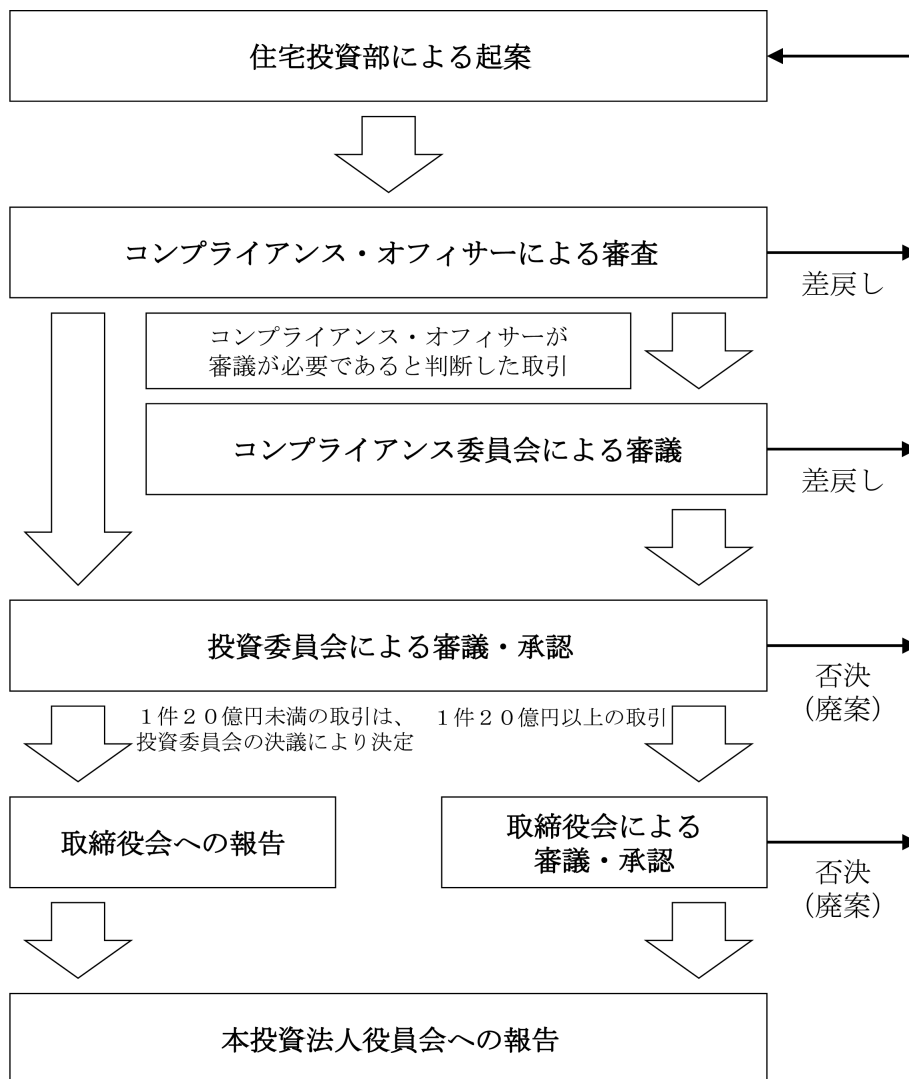 住宅投資部による起案
コンプライアンス・オフィサーによる審査
差戻し
コンプライアンス・オフィサーが
審議が必要であると判断した取引
コンプライアンス委員会による審議
差戻し
投資委員会による審議・承認
否決
（廃案）
１件２０億円未満の取引は、
投資委員会の決議により決定
１件２０億円以上の取引
取締役会への報告
取締役会による
審議・承認
否決
（廃案）
本投資法人役員会への報告